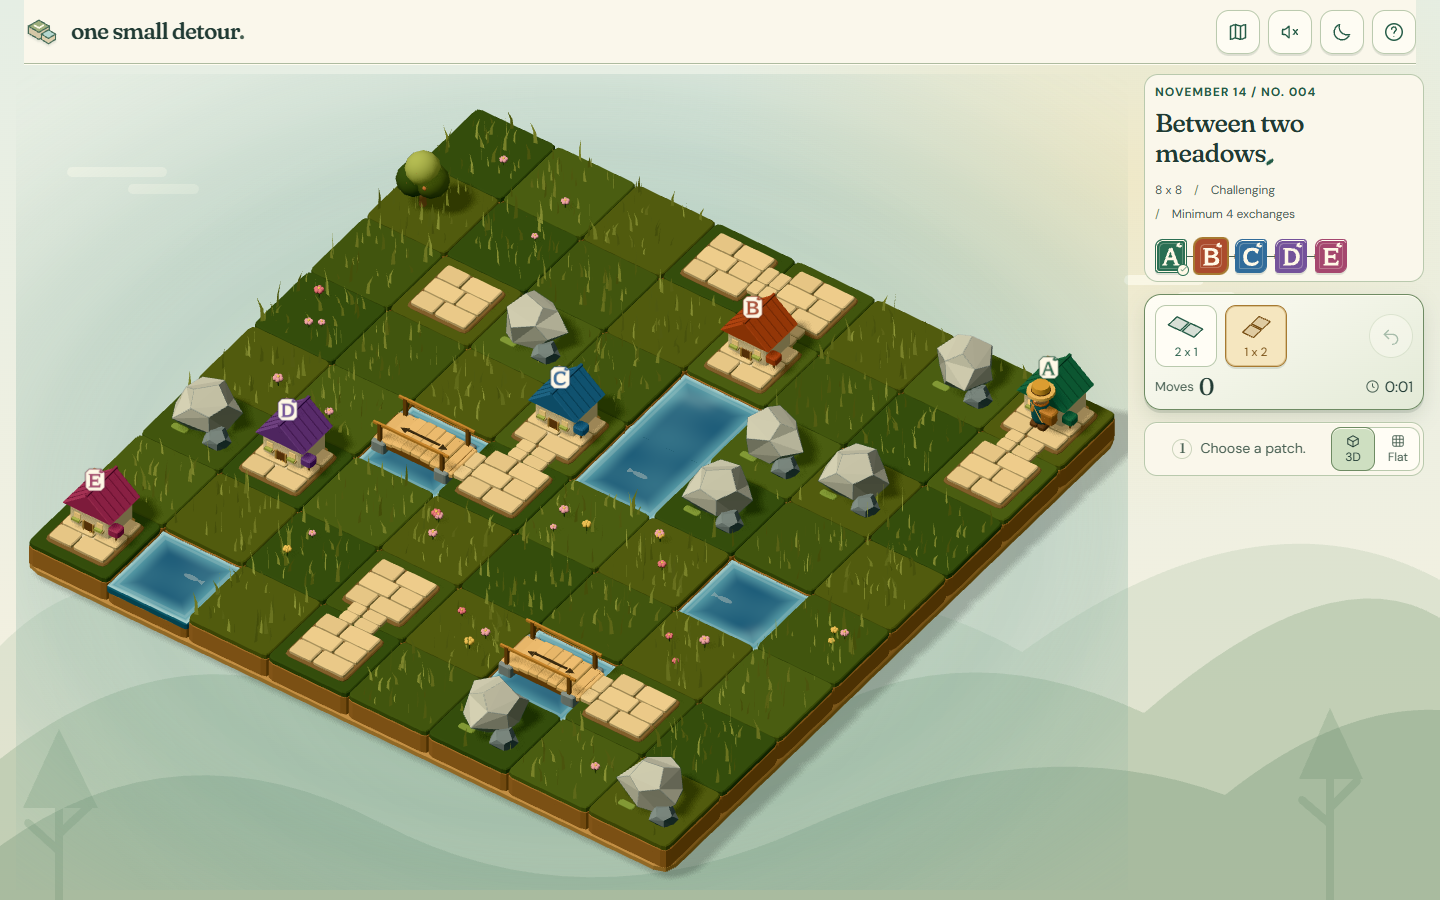 one small detour.
NOVEMBER 14 / NO. 004
Between two
meadows
8 x 8 / Challenging
/ Minimum 4 exchanges
A B C D E
2 x 1
1 x 2
Moves 0
0:01
1 Choose a patch.
3D
Flat
B
A
C
D
E